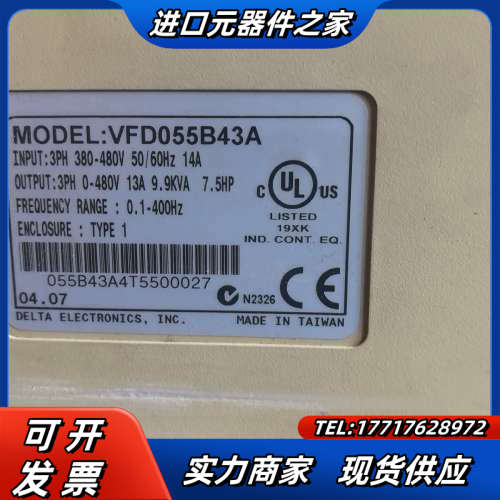 进口元器件之家
MODEL:VFD055B43A
INPUT:3PH 380-480V 50/60Hz 14A
OUTPUT:3PH 0-480V 13A 9.9KVA 7.5HP
FREQUENCY RANGE : 0.1-400Hz
ENCLOSURE : TYPE 1
C UL US
LISTED
19XK
IND. CONT. EQ.
055B43A4T5500027
04.07
N2326 CE
DELTA ELECTRONICS, INC. MADE IN TAIWAN
TEL:17717628972
可开
发票
实力商家 现货供应